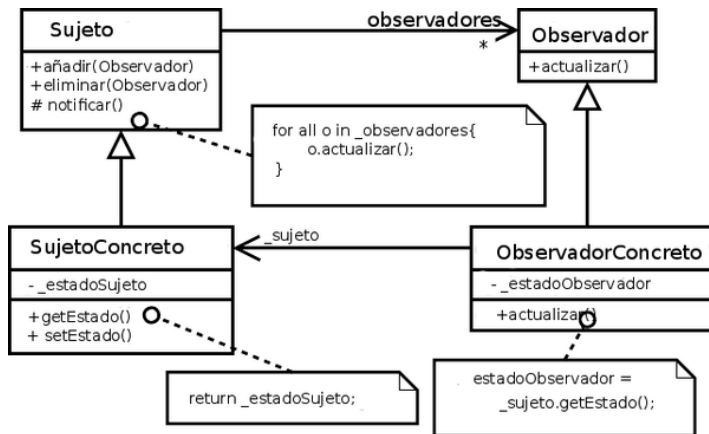 Sujeto
+añadir(Observador)
+eliminar(Observador)
# notificar()
observadores
*
Observador
+actualizar()
for all o in _observadores{
o.actualizar();
}
SujetoConcreto
- _estadoSujeto
+getEstado()
+ setEstado()
_sujeto
ObservadorConcreto
- _estadoObservador
+actualizar()
return _estadoSujeto;
estadoObservador =
_sujeto.getEstado();